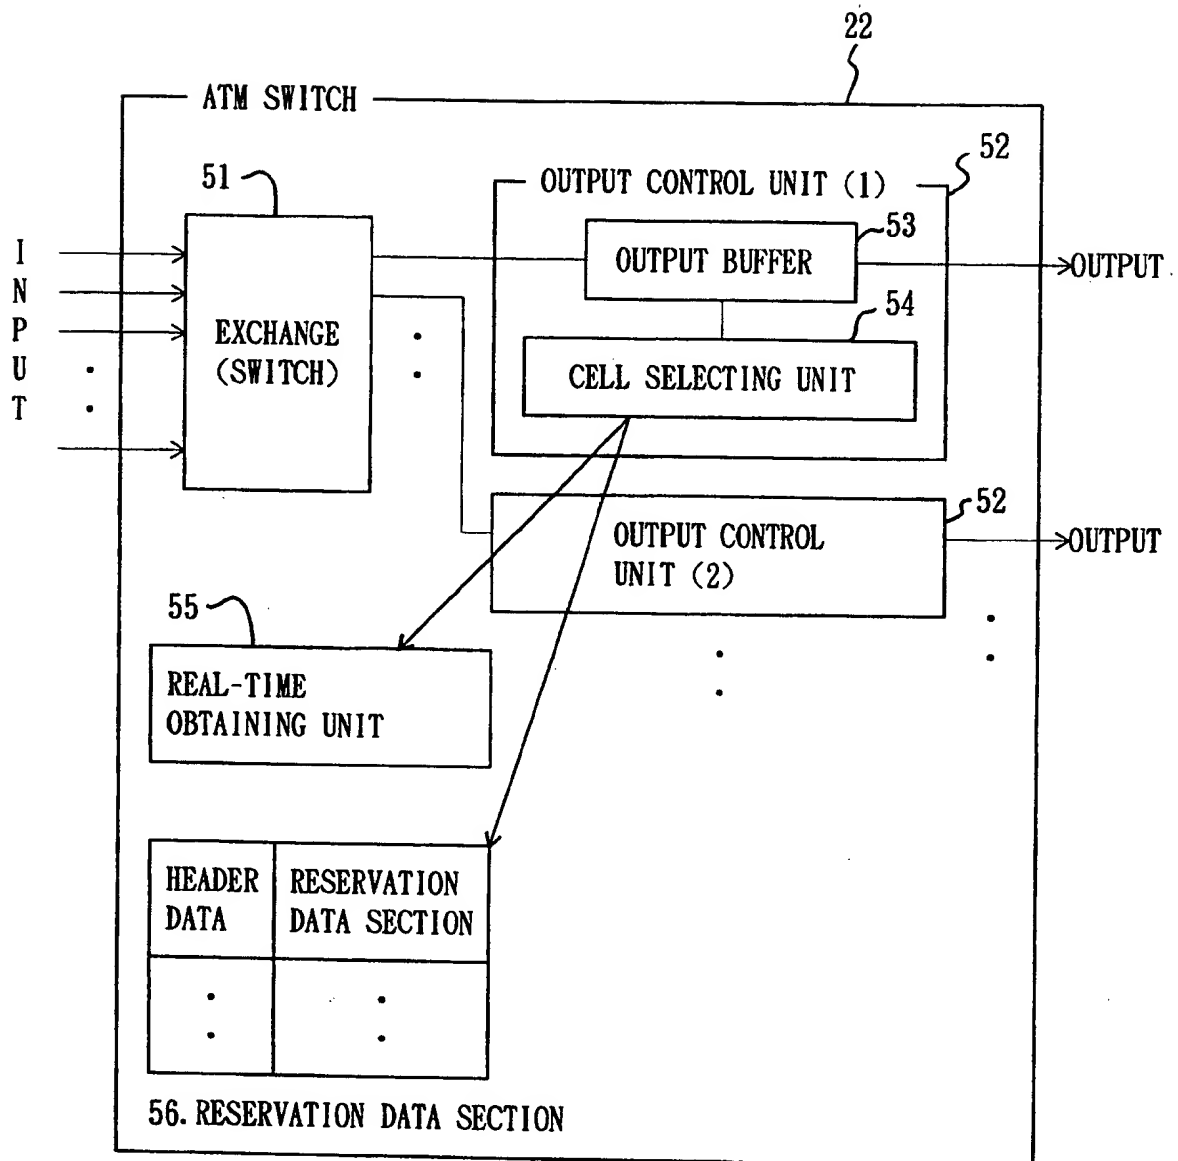 22
ATM SWITCH
52
51
OUTPUT CONTROL UNIT (1)
53
INPUT
OUTPUT BUFFER
OUTPUT
54
EXCHANGE
(SWITCH)
CELL SELECTING UNIT
52
OUTPUT CONTROL
UNIT (2)
OUTPUT
55
REAL-TIME
OBTAINING UNIT
HEADER
DATA
RESERVATION
DATA SECTION
56. RESERVATION DATA SECTION